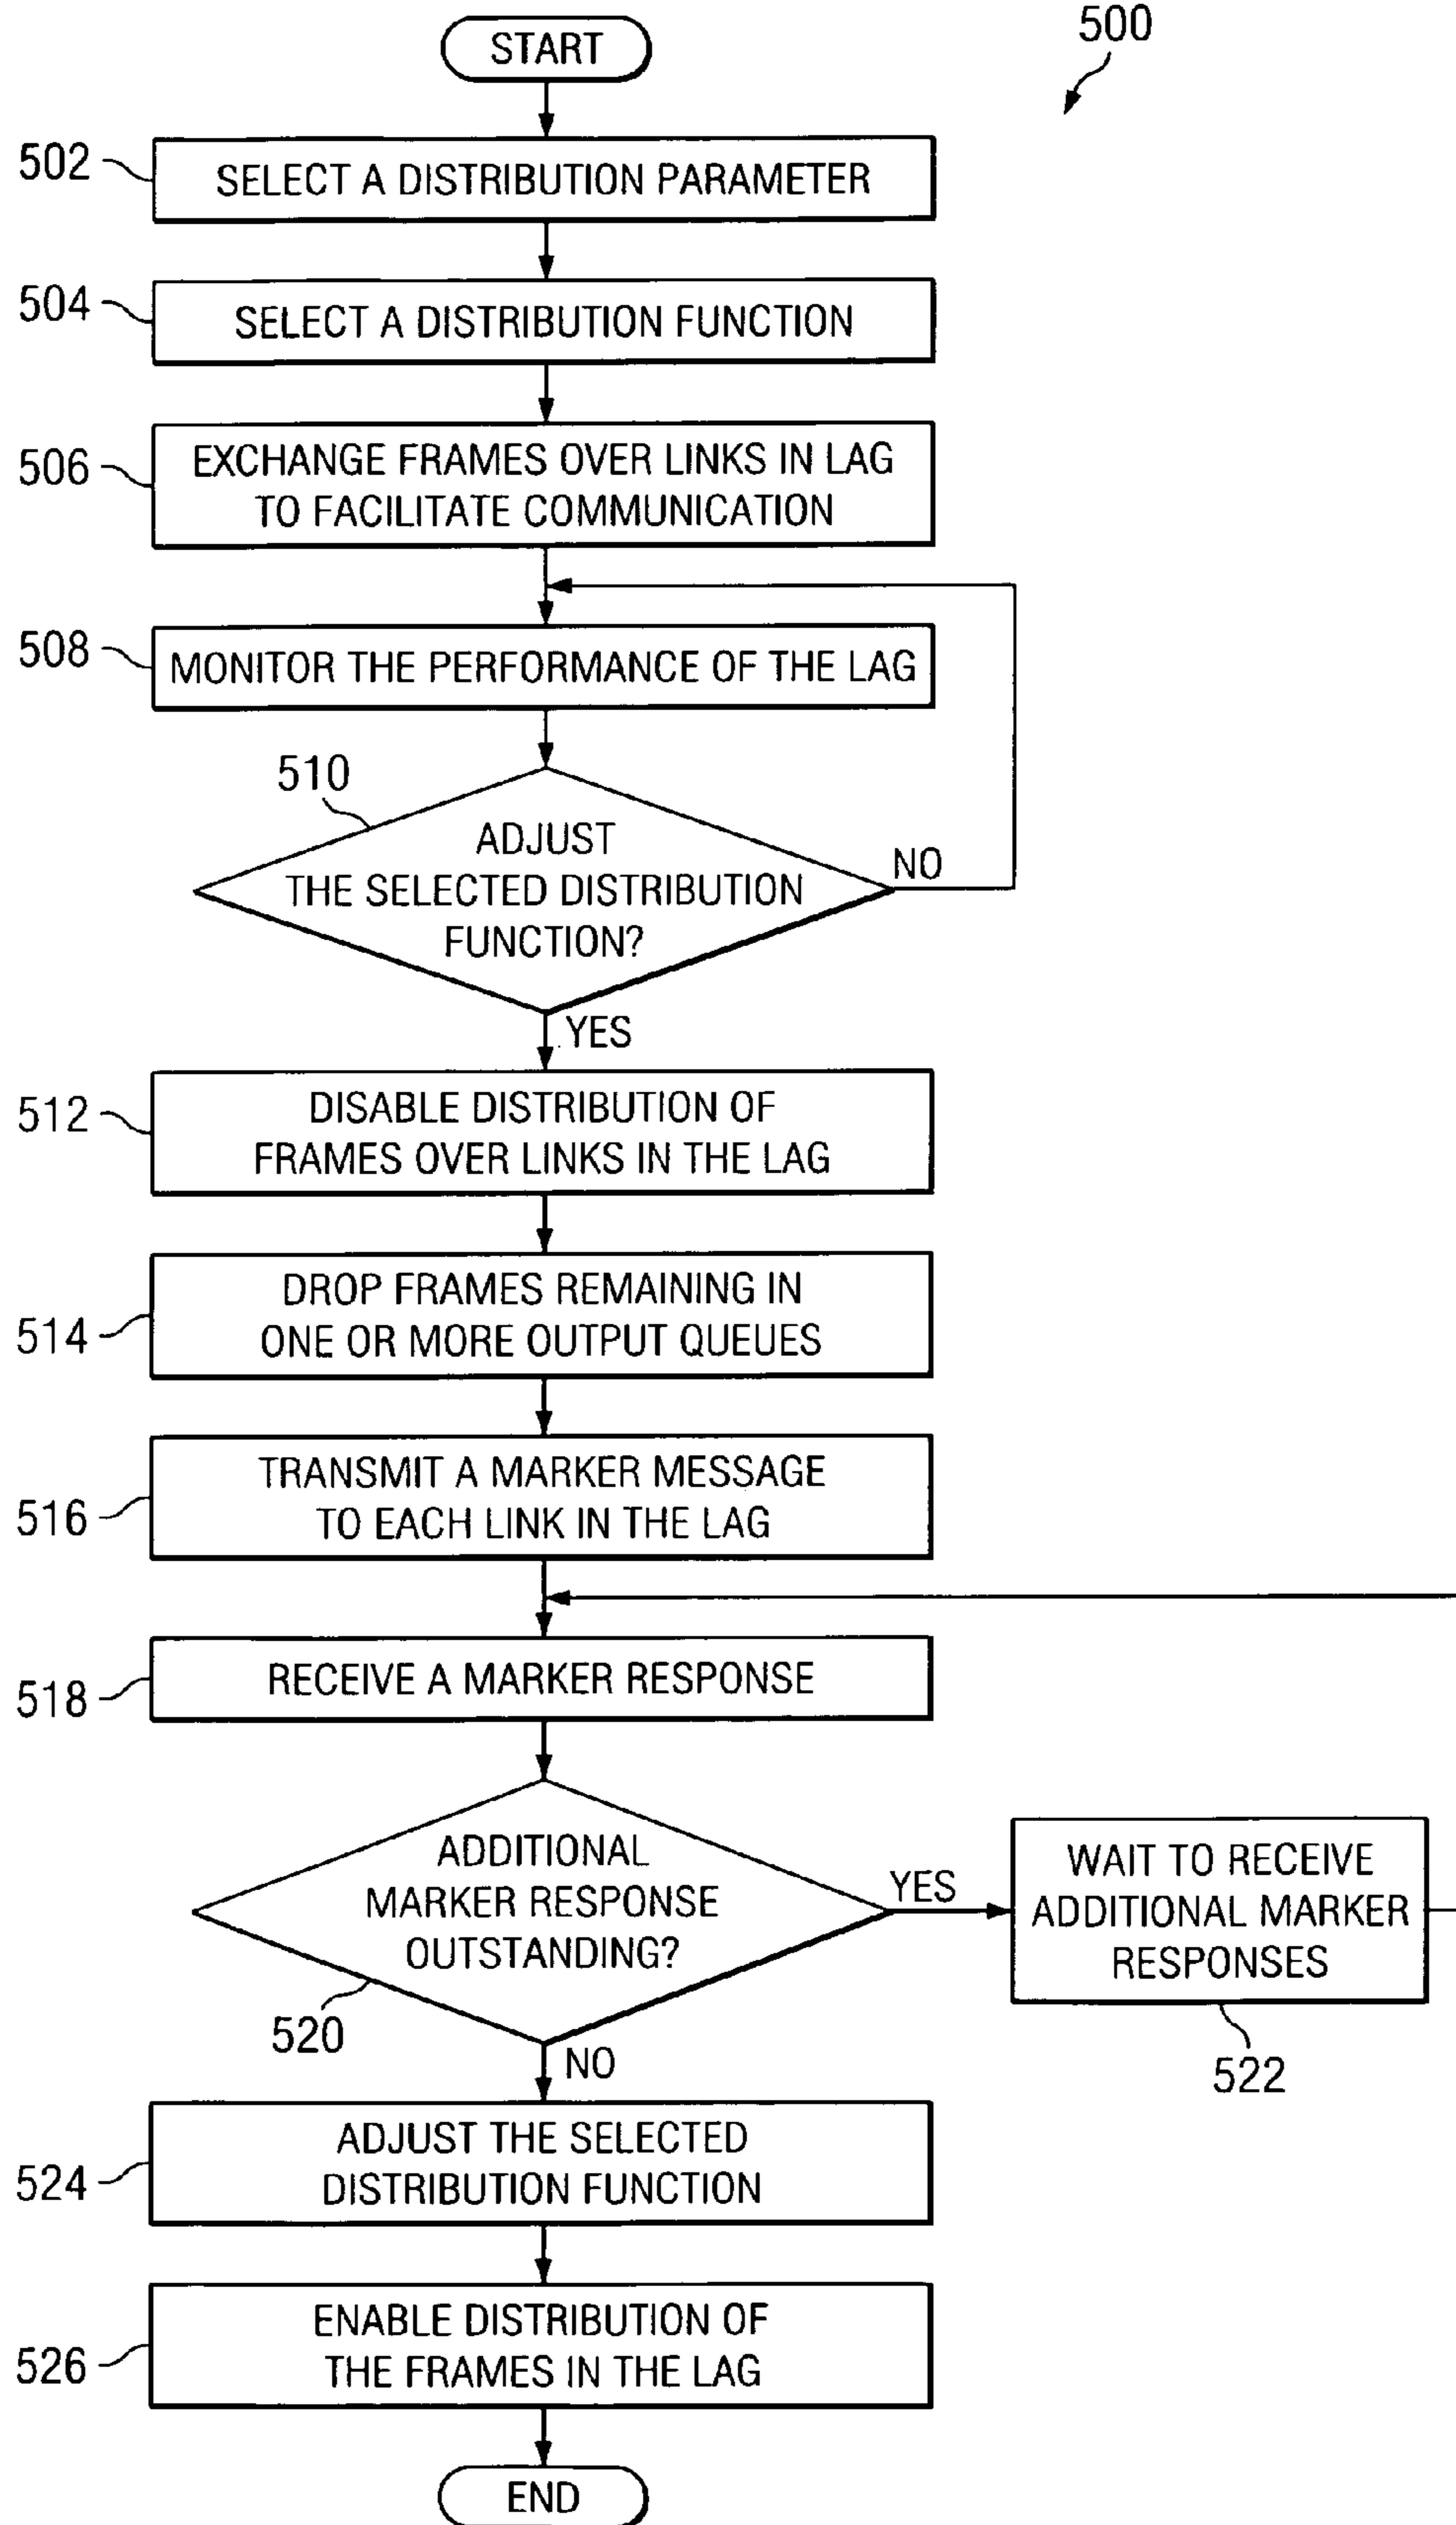 START
500
502
SELECT A DISTRIBUTION PARAMETER
504
SELECT A DISTRIBUTION FUNCTION
506
EXCHANGE FRAMES OVER LINKS IN LAG
TO FACILITATE COMMUNICATION
508
MONITOR THE PERFORMANCE OF THE LAG
510
ADJUST
THE SELECTED DISTRIBUTION
FUNCTION?
NO
YES
512
DISABLE DISTRIBUTION OF
FRAMES OVER LINKS IN THE LAG
514
DROP FRAMES REMAINING IN
ONE OR MORE OUTPUT QUEUES
516
TRANSMIT A MARKER MESSAGE
TO EACH LINK IN THE LAG
518
RECEIVE A MARKER RESPONSE
ADDITIONAL
MARKER RESPONSE
OUTSTANDING?
520
YES
WAIT TO RECEIVE
ADDITIONAL MARKER
RESPONSES
522
NO
524
ADJUST THE SELECTED
DISTRIBUTION FUNCTION
526
ENABLE DISTRIBUTION OF
THE FRAMES IN THE LAG
END